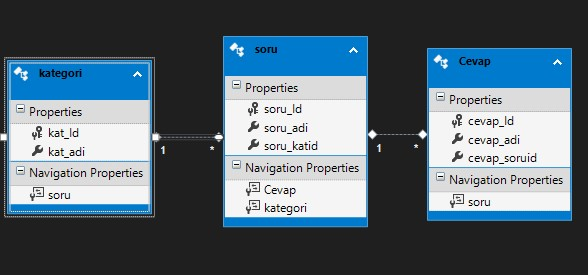 kategori
Properties
kat_Id
kat_adi
Navigation Properties
soru
1
*
soru
Properties
soru_Id
soru_adi
soru_katid
Navigation Properties
Cevap
kategori
1
*
Cevap
Properties
cevap_Id
cevap_adi
cevap_soruid
Navigation Properties
soru